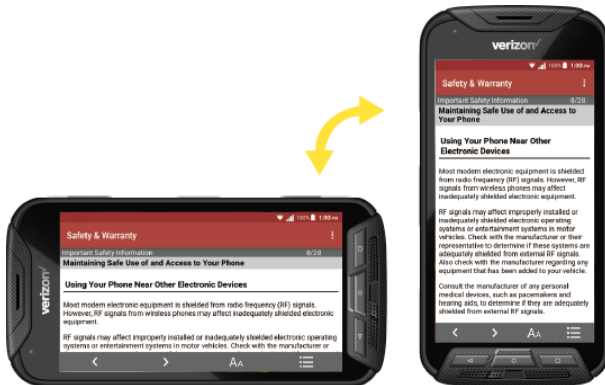 verizon
100% 1:00 PM
Safety & Warranty
Important Safety Information 8/28
Maintaining Safe Use of and Access to Your Phone
Using Your Phone Near Other Electronic Devices
Most modern electronic equipment is shielded from radio frequency (RF) signals.
However, RF signals from wireless phones may affect inadequately shielded electronic
equipment.
RF signals may affect improperly installed or inadequately shielded electronic operating
systems or entertainment systems in motor vehicles. Check with the manufacturer or
AA
verizon
100% 1:00 PM
Safety & Warranty
Important Safety Information 8/28
Maintaining Safe Use of and Access to
Your Phone
Using Your Phone Near Other
Electronic Devices
Most modern electronic equipment is shielded
from radio frequency (RF) signals. However, RF
signals from wireless phones may affect
inadequately shielded electronic equipment.
RF signals may affect improperly installed or
inadequately shielded electronic operating
systems or entertainment systems in motor
vehicles. Check with the manufacturer or their
representative to determine if these systems are
adequately shielded from external RF signals.
Also check with the manufacturer regarding any
equipment that has been added to your vehicle.
Consult the manufacturer of any personal
medical devices, such as pacemakers and
hearing aids, to determine if they are adequately
shielded from external RF signals.
AA